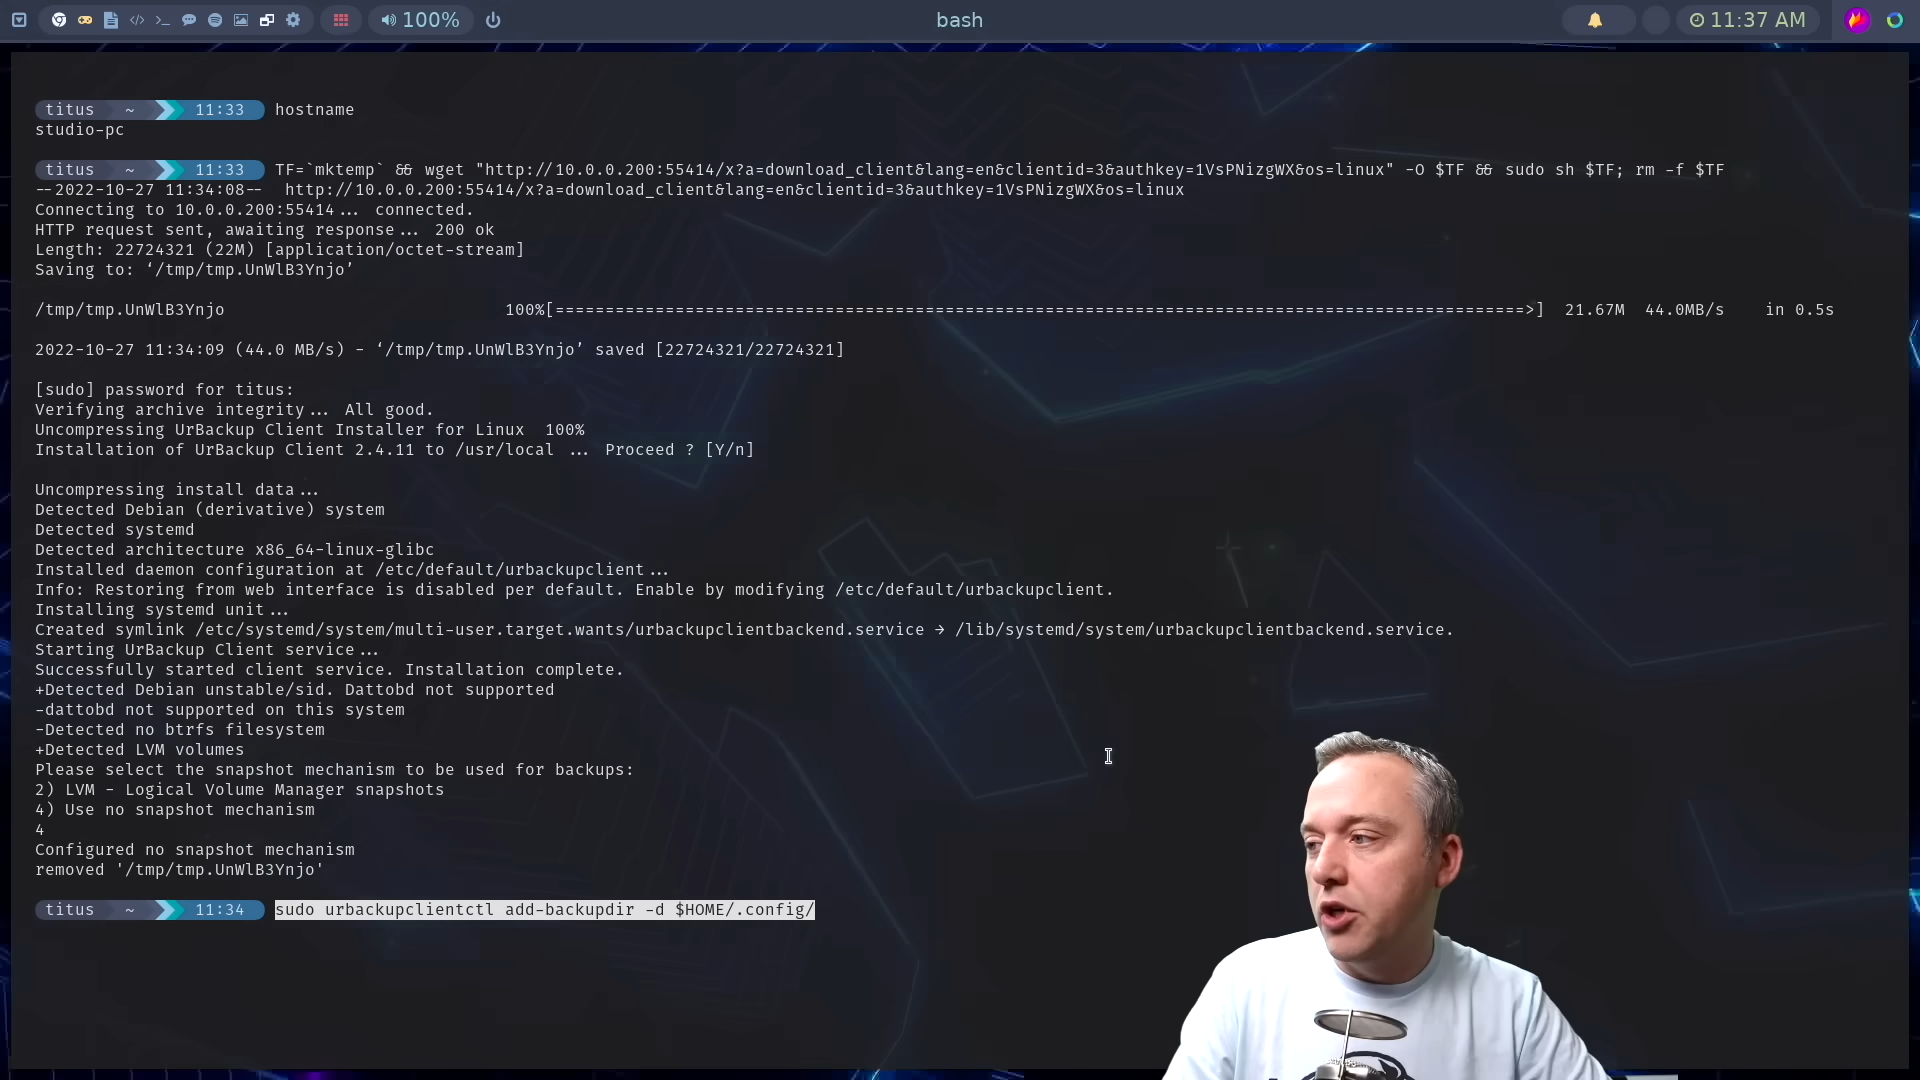 100%
bash
11:37 AM
titus ~ 11:33 hostname
studio-pc
titus ~ 11:33 TF=`mktemp` && wget "http://10.0.0.200:55414/x?a=download_client&lang=en&clientid=3&authkey=1VsPNizgWX&os=linux" -O $TF && sudo sh $TF; rm -f $TF
--2022-10-27 11:34:08--  http://10.0.0.200:55414/x?a=download_client&lang=en&clientid=3&authkey=1VsPNizgWX&os=linux
Connecting to 10.0.0.200:55414... connected.
HTTP request sent, awaiting response... 200 ok
Length: 22724321 (22M) [application/octet-stream]
Saving to: ‘/tmp/tmp.UnWlB3Ynjo’
/tmp/tmp.UnWlB3Ynjo 100%[=================================================================================================>] 21.67M 44.0MB/s in 0.5s
2022-10-27 11:34:09 (44.0 MB/s) - ‘/tmp/tmp.UnWlB3Ynjo’ saved [22724321/22724321]
[sudo] password for titus:
Verifying archive integrity... All good.
Uncompressing UrBackup Client Installer for Linux  100%
Installation of UrBackup Client 2.4.11 to /usr/local ... Proceed ? [Y/n]
Uncompressing install data...
Detected Debian (derivative) system
Detected systemd
Detected architecture x86_64-linux-glibc
Installed daemon configuration at /etc/default/urbackupclient...
Info: Restoring from web interface is disabled per default. Enable by modifying /etc/default/urbackupclient.
Installing systemd unit...
Created symlink /etc/systemd/system/multi-user.target.wants/urbackupclientbackend.service → /lib/systemd/system/urbackupclientbackend.service.
Starting UrBackup Client service...
Successfully started client service. Installation complete.
+Detected Debian unstable/sid. Dattobd not supported
-dattobd not supported on this system
-Detected no btrfs filesystem
+Detected LVM volumes
Please select the snapshot mechanism to be used for backups:
2) LVM - Logical Volume Manager snapshots
4) Use no snapshot mechanism
4
Configured no snapshot mechanism
removed '/tmp/tmp.UnWlB3Ynjo'
titus ~ 11:34 sudo urbackupclientctl add-backupdir -d $HOME/.config/